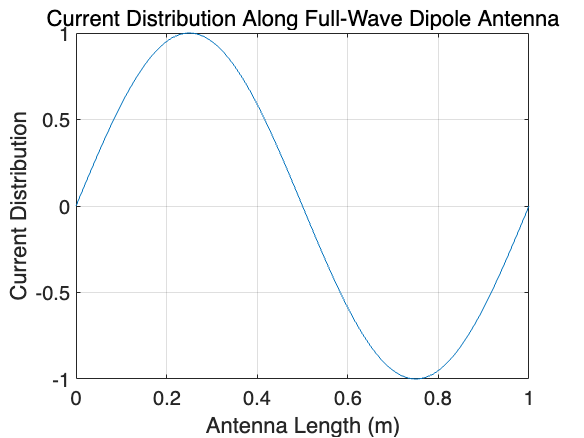 Current Distribution Along Full-Wave Dipole Antenna
1
0.5
0
-0.5
-1
Current Distribution
0 0.2 0.4 0.6 0.8 1
Antenna Length (m)